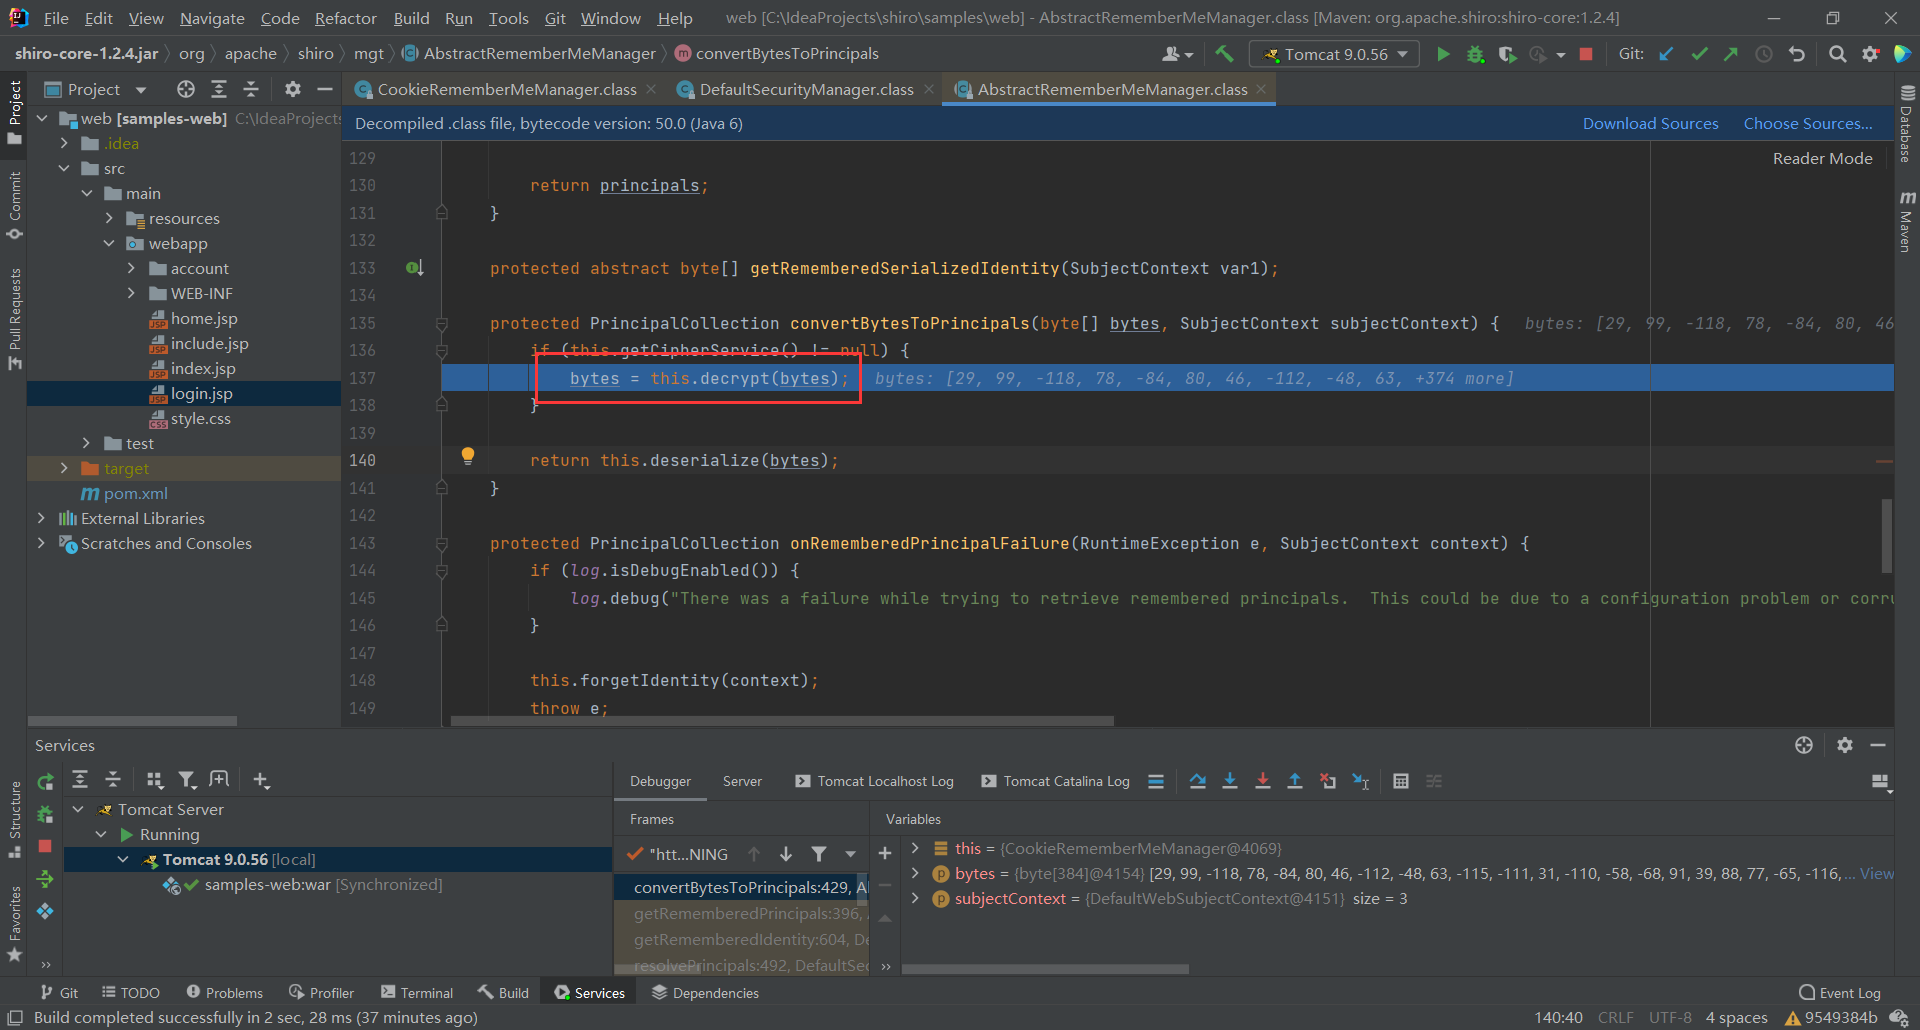 File Edit View Navigate Code Refactor Build Run Tools Git Window Help web [C:\IdeaProjects\shiro\samples\web] - AbstractRememberMeManager.class [Maven: org.apache.shiro:shiro-core:1.2.4]
shiro-core-1.2.4.jar org apache shiro mgt AbstractRememberMeManager convertBytesToPrincipals Tomcat 9.0.56 Git:
Project CookieRememberMeManager.class DefaultSecurityManager.class AbstractRememberMeManager.class
Project
Commit
Pull Requests
Structure
Favorites
web [samples-web] C:\IdeaProjects
.idea
src
main
resources
webapp
account
WEB-INF
home.jsp
include.jsp
index.jsp
login.jsp
style.css
test
target
pom.xml
External Libraries
Scratches and Consoles
Decompiled .class file, bytecode version: 50.0 (Java 6) Download Sources Choose Sources...
Reader Mode
129
130 return principals;
131 }
132
133 protected abstract byte[] getRememberedSerializedIdentity(SubjectContext var1);
134
135 protected PrincipalCollection convertBytesToPrincipals(byte[] bytes, SubjectContext subjectContext) { bytes: [29, 99, -118, 78, -84, 80, 46
136 if (this.getCipherService() != null) {
137 bytes = this.decrypt(bytes); bytes: [29, 99, -118, 78, -84, 80, 46, -112, -48, 63, +374 more]
138 }
139
140 return this.deserialize(bytes);
141 }
142
143 protected PrincipalCollection onRememberedPrincipalFailure(RuntimeException e, SubjectContext context) {
144 if (log.isDebugEnabled()) {
145 log.debug("There was a failure while trying to retrieve remembered principals.  This could be due to a configuration problem or corru
146 }
147
148 this.forgetIdentity(context);
149 throw e;
Database
Maven
Services
Tomcat Server
Running
Tomcat 9.0.56 [local]
samples-web:war [Synchronized]
Debugger Server Tomcat Localhost Log Tomcat Catalina Log
Frames Variables
"htt...NING
convertBytesToPrincipals:429, A
getRememberedPrincipals:396,
getRememberedIdentity:604, De
resolvePrincipals:492, DefaultSec
this = {CookieRememberMeManager@4069}
bytes = {byte[384]@4154} [29, 99, -118, 78, -84, 80, 46, -112, -48, 63, -115, -111, 31, -110, -58, -68, 91, 39, 88, 77, -65, -116,... View
subjectContext = {DefaultWebSubjectContext@4151} size = 3
Git TODO Problems Profiler Terminal Build Services Dependencies Event Log
Build completed successfully in 2 sec, 28 ms (37 minutes ago) 140:40 CRLF UTF-8 4 spaces 9549384b